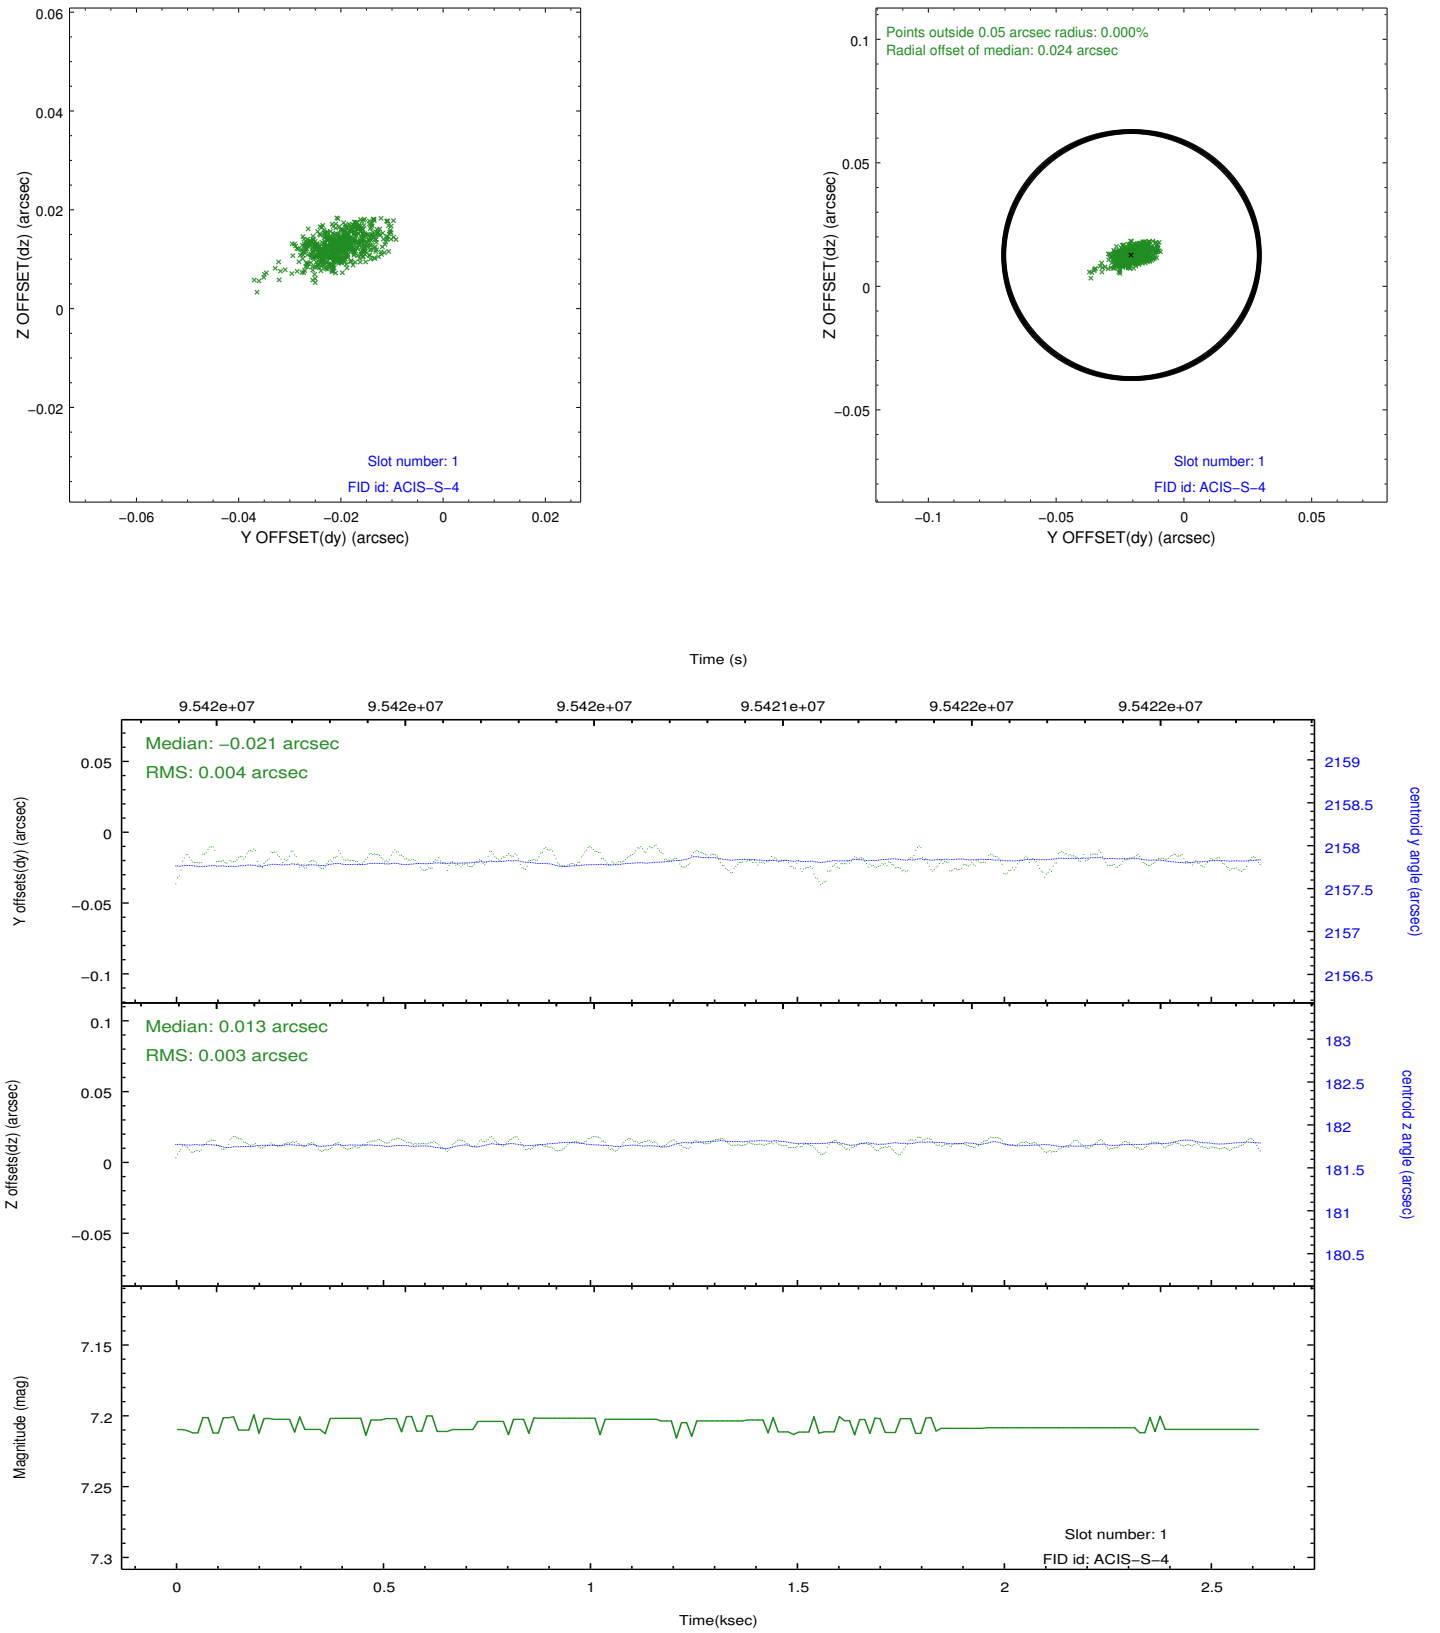 0.06
0.04
0.02
0
−0.02
Z OFFSET(dz) (arcsec)
Slot number: 1
FID id: ACIS−S−4
−0.06 −0.04 −0.02 0 0.02
Y OFFSET(dy) (arcsec)
Points outside 0.05 arcsec radius: 0.000%
Radial offset of median: 0.024 arcsec
0.1
0.05
0
−0.05
Z OFFSET(dz) (arcsec)
Slot number: 1
FID id: ACIS−S−4
−0.1 −0.05 0 0.05
Y OFFSET(dy) (arcsec)
Time (s)
9.542e+07 9.542e+07 9.542e+07 9.5421e+07 9.5422e+07 9.5422e+07
Median: −0.021 arcsec
RMS: 0.004 arcsec
0.05
0
−0.05
−0.1
Y offsets(dy) (arcsec)
2159
2158.5
2158
2157.5
2157
2156.5
centroid y angle (arcsec)
Median: 0.013 arcsec
RMS: 0.003 arcsec
0.1
0.05
0
−0.05
Z offsets(dz) (arcsec)
183
182.5
182
181.5
181
180.5
centroid z angle (arcsec)
7.15
7.2
7.25
7.3
Magnitude (mag)
Slot number: 1
FID id: ACIS−S−4
0 0.5 1 1.5 2 2.5
Time(ksec)